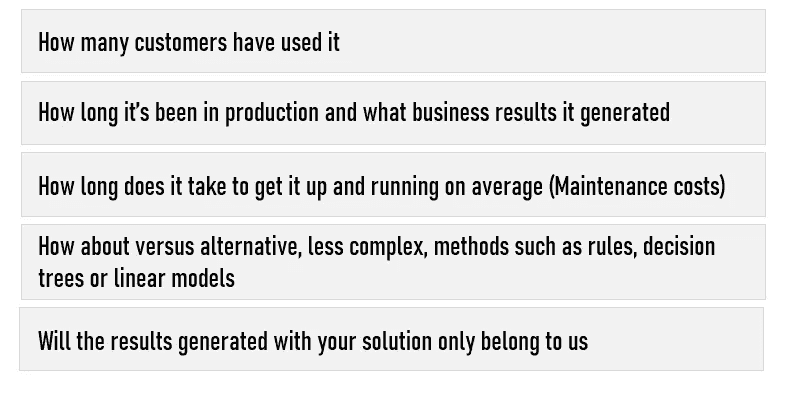 How many customers have used it
How long it's been in production and what business results it generated
How long does it take to get it up and running on average (Maintenance costs)
How about versus alternative, less complex, methods such as rules, decision
trees or linear models
Will the results generated with your solution only belong to us